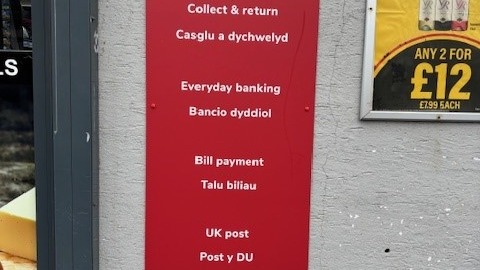 Collect & return
Casglu a dychwelyd
Everyday banking
Bancio dyddiol
Bill payment
Talu biliau
UK post
Post y DU
ANY 2 FOR
£12
£7.99 EACH
LS